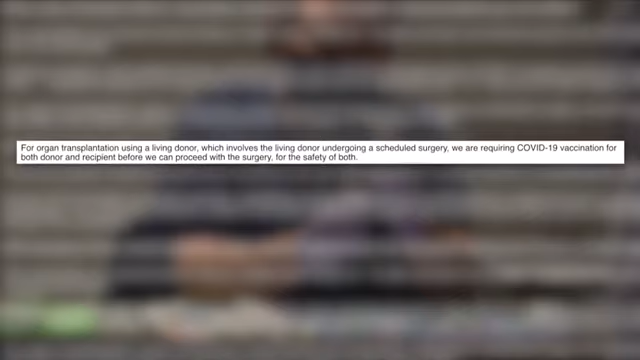 For organ transplantation using a living donor, which involves the living donor undergoing a scheduled surgery, we are requiring COVID-19 vaccination for
both donor and recipient before we can proceed with the surgery, for the safety of both.